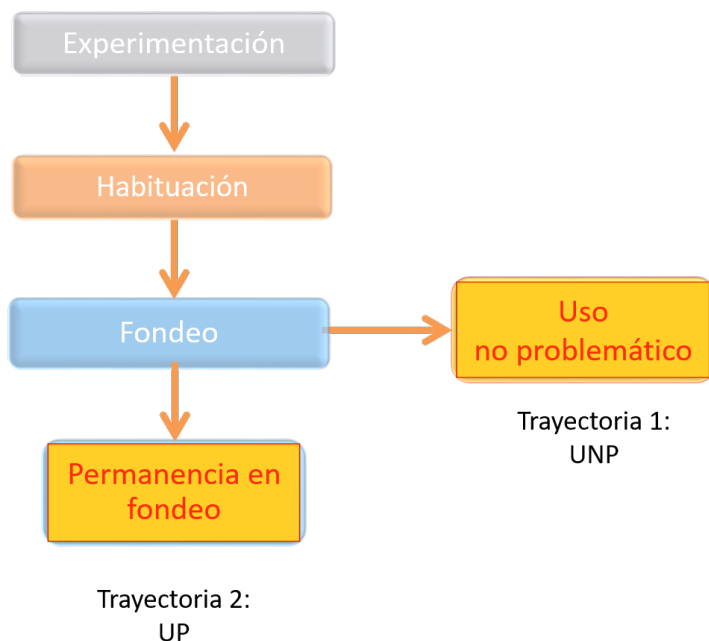 Experimentación
Habituación
Fondeo
Uso
no problemático
Trayectoria 1:
UNP
Permanencia en
fondeo
Trayectoria 2:
UP